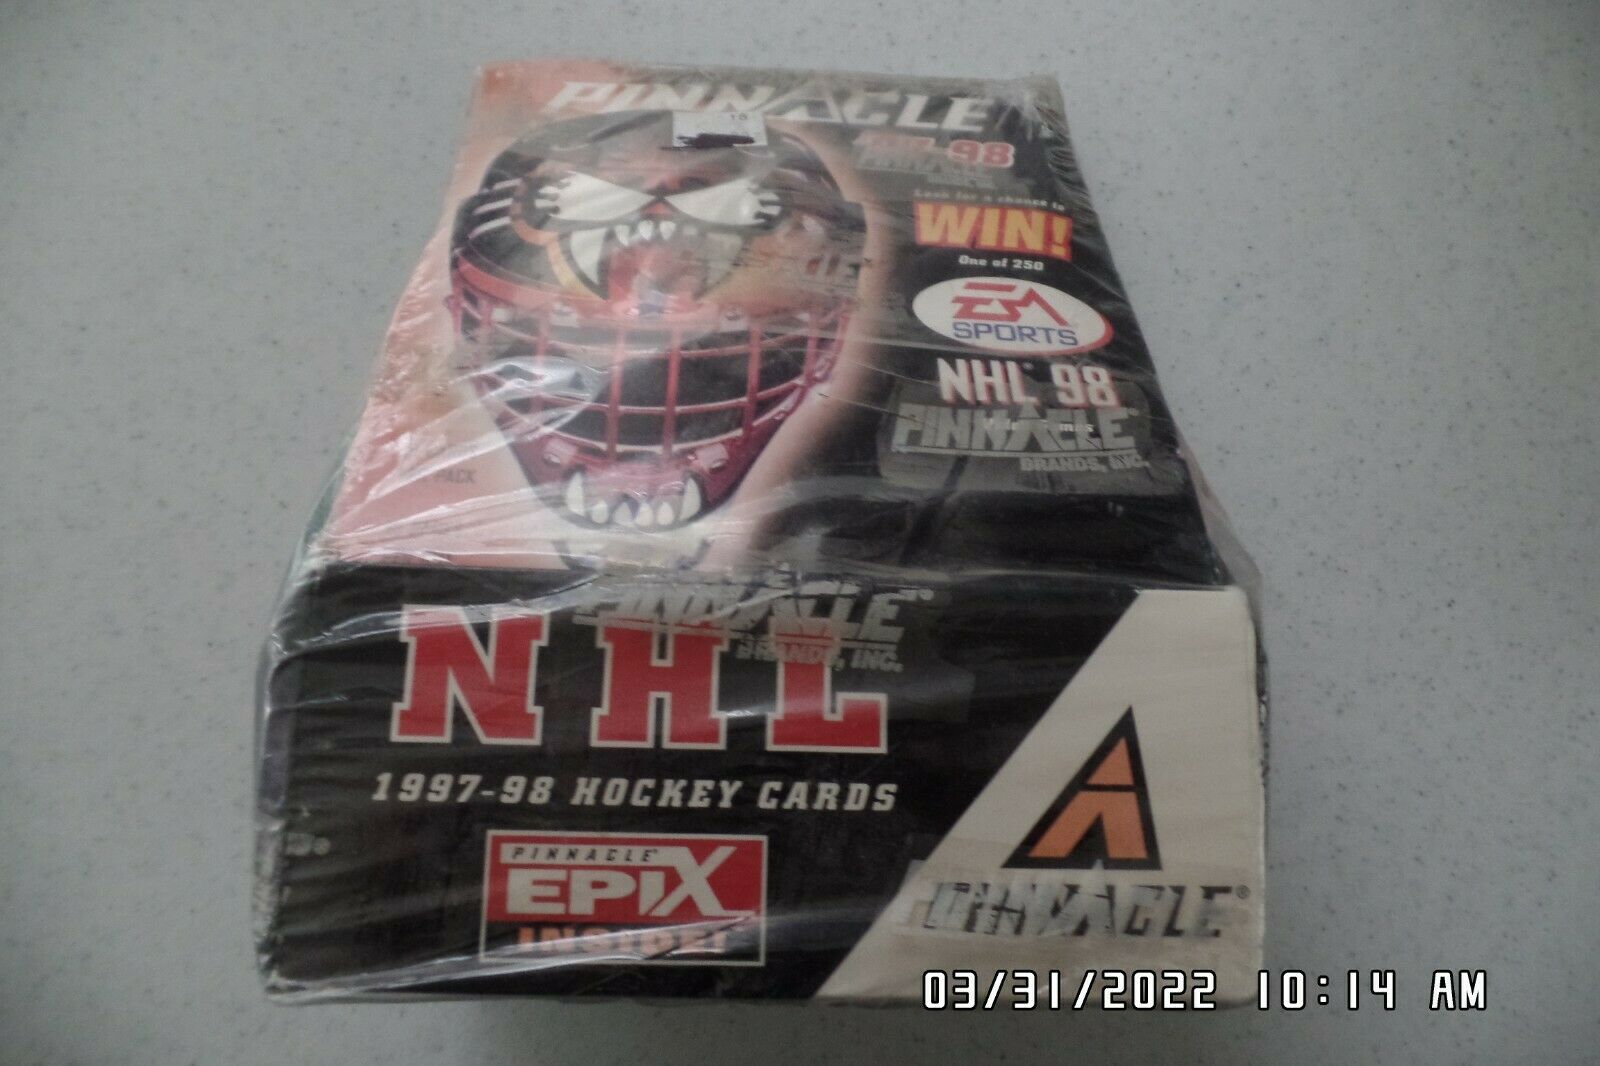 PINNACLE
98
Look for a chance to
WIN!
One of 250
EA
SPORTS
NHL 98
PINNACLE
BRANDS, INC.
PACK
PINNACLE®
BRANDS, INC.
NHL
1997-98 HOCKEY CARDS
PINNACLE
EPIX
INSIDE!
PINNACLE®
03/31/2022 10:14 AM